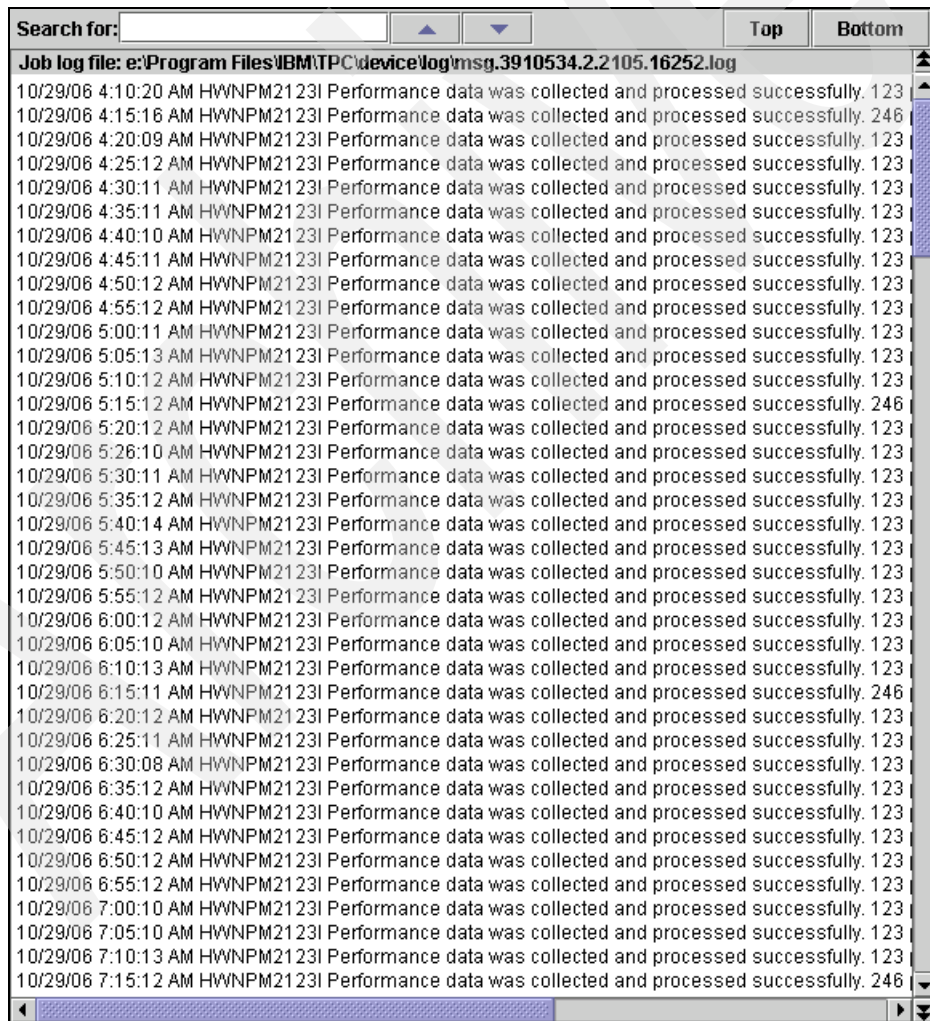 Search for:
Top
Bottom
Job log file: e:\Program Files\IBM\TPC\device\log\msg.3910534.2.2105.16252.log
10/29/06 4:10:20 AM HWNPM2123I Performance data was collected and processed successfully. 123
10/29/06 4:15:16 AM HWNPM2123I Performance data was collected and processed successfully. 246
10/29/06 4:20:09 AM HWNPM2123I Performance data was collected and processed successfully. 123
10/29/06 4:25:12 AM HWNPM2123I Performance data was collected and processed successfully. 123
10/29/06 4:30:11 AM HWNPM2123I Performance data was collected and processed successfully. 123
10/29/06 4:35:11 AM HWNPM2123I Performance data was collected and processed successfully. 123
10/29/06 4:40:10 AM HWNPM2123I Performance data was collected and processed successfully. 123
10/29/06 4:45:11 AM HWNPM2123I Performance data was collected and processed successfully. 123
10/29/06 4:50:12 AM HWNPM2123I Performance data was collected and processed successfully. 123
10/29/06 4:55:12 AM HWNPM2123I Performance data was collected and processed successfully. 123
10/29/06 5:00:11 AM HWNPM2123I Performance data was collected and processed successfully. 123
10/29/06 5:05:13 AM HWNPM2123I Performance data was collected and processed successfully. 123
10/29/06 5:10:12 AM HWNPM2123I Performance data was collected and processed successfully. 123
10/29/06 5:15:12 AM HWNPM2123I Performance data was collected and processed successfully. 246
10/29/06 5:20:12 AM HWNPM2123I Performance data was collected and processed successfully. 123
10/29/06 5:26:10 AM HWNPM2123I Performance data was collected and processed successfully. 123
10/29/06 5:30:11 AM HWNPM2123I Performance data was collected and processed successfully. 123
10/29/06 5:35:12 AM HWNPM2123I Performance data was collected and processed successfully. 123
10/29/06 5:40:14 AM HWNPM2123I Performance data was collected and processed successfully. 123
10/29/06 5:45:13 AM HWNPM2123I Performance data was collected and processed successfully. 123
10/29/06 5:50:10 AM HWNPM2123I Performance data was collected and processed successfully. 123
10/29/06 5:55:12 AM HWNPM2123I Performance data was collected and processed successfully. 123
10/29/06 6:00:12 AM HWNPM2123I Performance data was collected and processed successfully. 123
10/29/06 6:05:10 AM HWNPM2123I Performance data was collected and processed successfully. 123
10/29/06 6:10:13 AM HWNPM2123I Performance data was collected and processed successfully. 123
10/29/06 6:15:11 AM HWNPM2123I Performance data was collected and processed successfully. 246
10/29/06 6:20:12 AM HWNPM2123I Performance data was collected and processed successfully. 123
10/29/06 6:25:11 AM HWNPM2123I Performance data was collected and processed successfully. 123
10/29/06 6:30:08 AM HWNPM2123I Performance data was collected and processed successfully. 123
10/29/06 6:35:12 AM HWNPM2123I Performance data was collected and processed successfully. 123
10/29/06 6:40:10 AM HWNPM2123I Performance data was collected and processed successfully. 123
10/29/06 6:45:12 AM HWNPM2123I Performance data was collected and processed successfully. 123
10/29/06 6:50:12 AM HWNPM2123I Performance data was collected and processed successfully. 123
10/29/06 6:55:12 AM HWNPM2123I Performance data was collected and processed successfully. 123
10/29/06 7:00:10 AM HWNPM2123I Performance data was collected and processed successfully. 123
10/29/06 7:05:10 AM HWNPM2123I Performance data was collected and processed successfully. 123
10/29/06 7:10:13 AM HWNPM2123I Performance data was collected and processed successfully. 123
10/29/06 7:15:12 AM HWNPM2123I Performance data was collected and processed successfully. 246